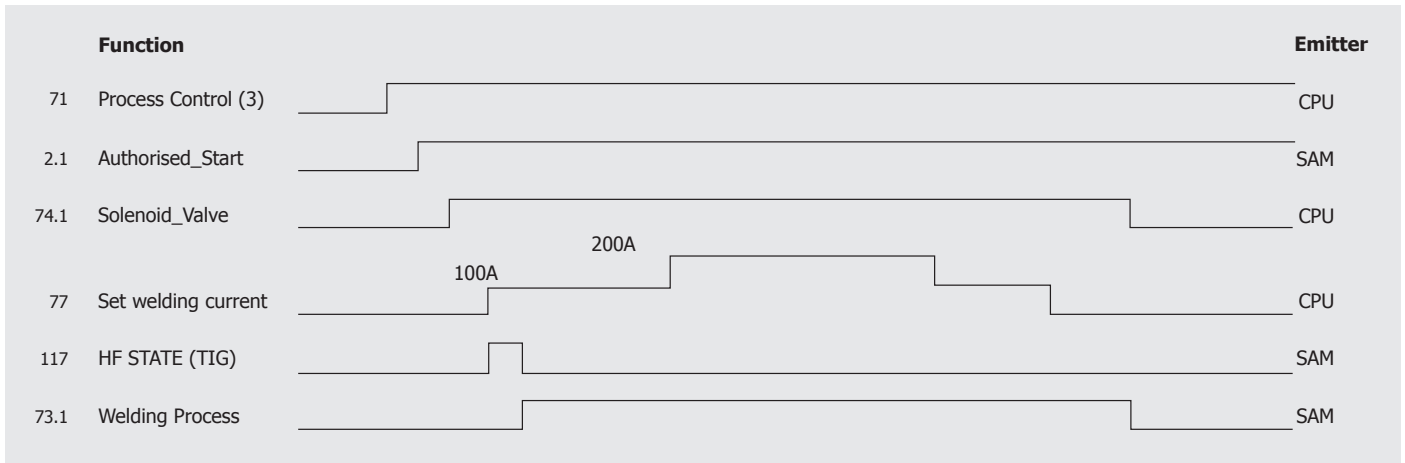 Function Emitter
71 Process Control (3) CPU
2.1 Authorised_Start SAM
74.1 Solenoid_Valve CPU
200A
100A
77 Set welding current CPU
117 HF STATE (TIG) SAM
73.1 Welding Process SAM